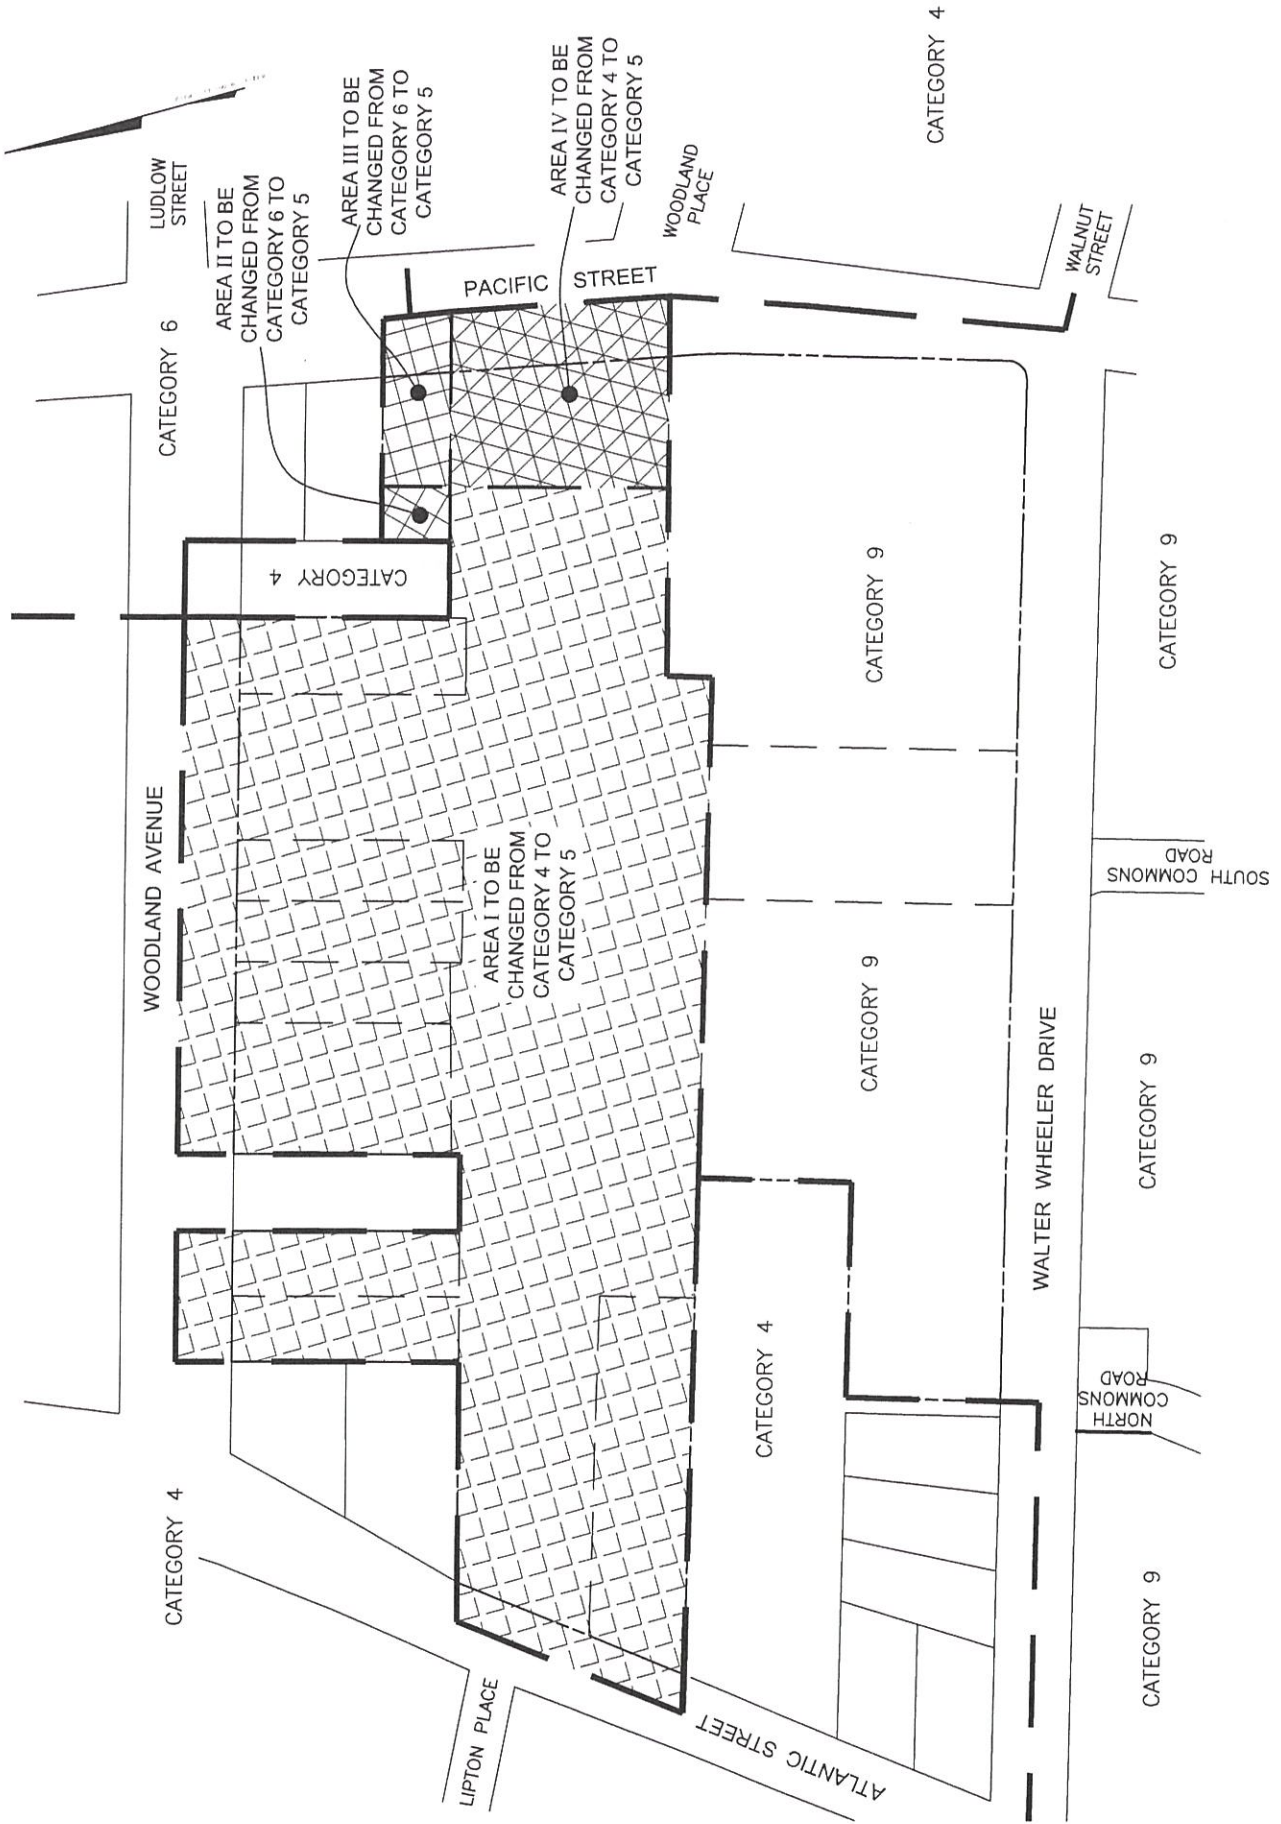 LUDLOW
STREET
AREA II TO BE
CHANGED FROM
CATEGORY 6 TO
CATEGORY 5
AREA III TO BE
CHANGED FROM
CATEGORY 6 TO
CATEGORY 5
AREA IV TO BE
CHANGED FROM
CATEGORY 4 TO
CATEGORY 5
WOODLAND
PLACE
CATEGORY 4
WALNUT
STREET
PACIFIC STREET
CATEGORY 6
CATEGORY 4
WOODLAND AVENUE
AREA I TO BE
CHANGED FROM
CATEGORY 4 TO
CATEGORY 5
CATEGORY 9
CATEGORY 9
CATEGORY 9
SOUTH COMMONS
ROAD
WALTER WHEELER DRIVE
CATEGORY 9
CATEGORY 4
NORTH
COMMONS
ROAD
CATEGORY 4
CATEGORY 9
LIPTON PLACE
ATLANTIC STREET